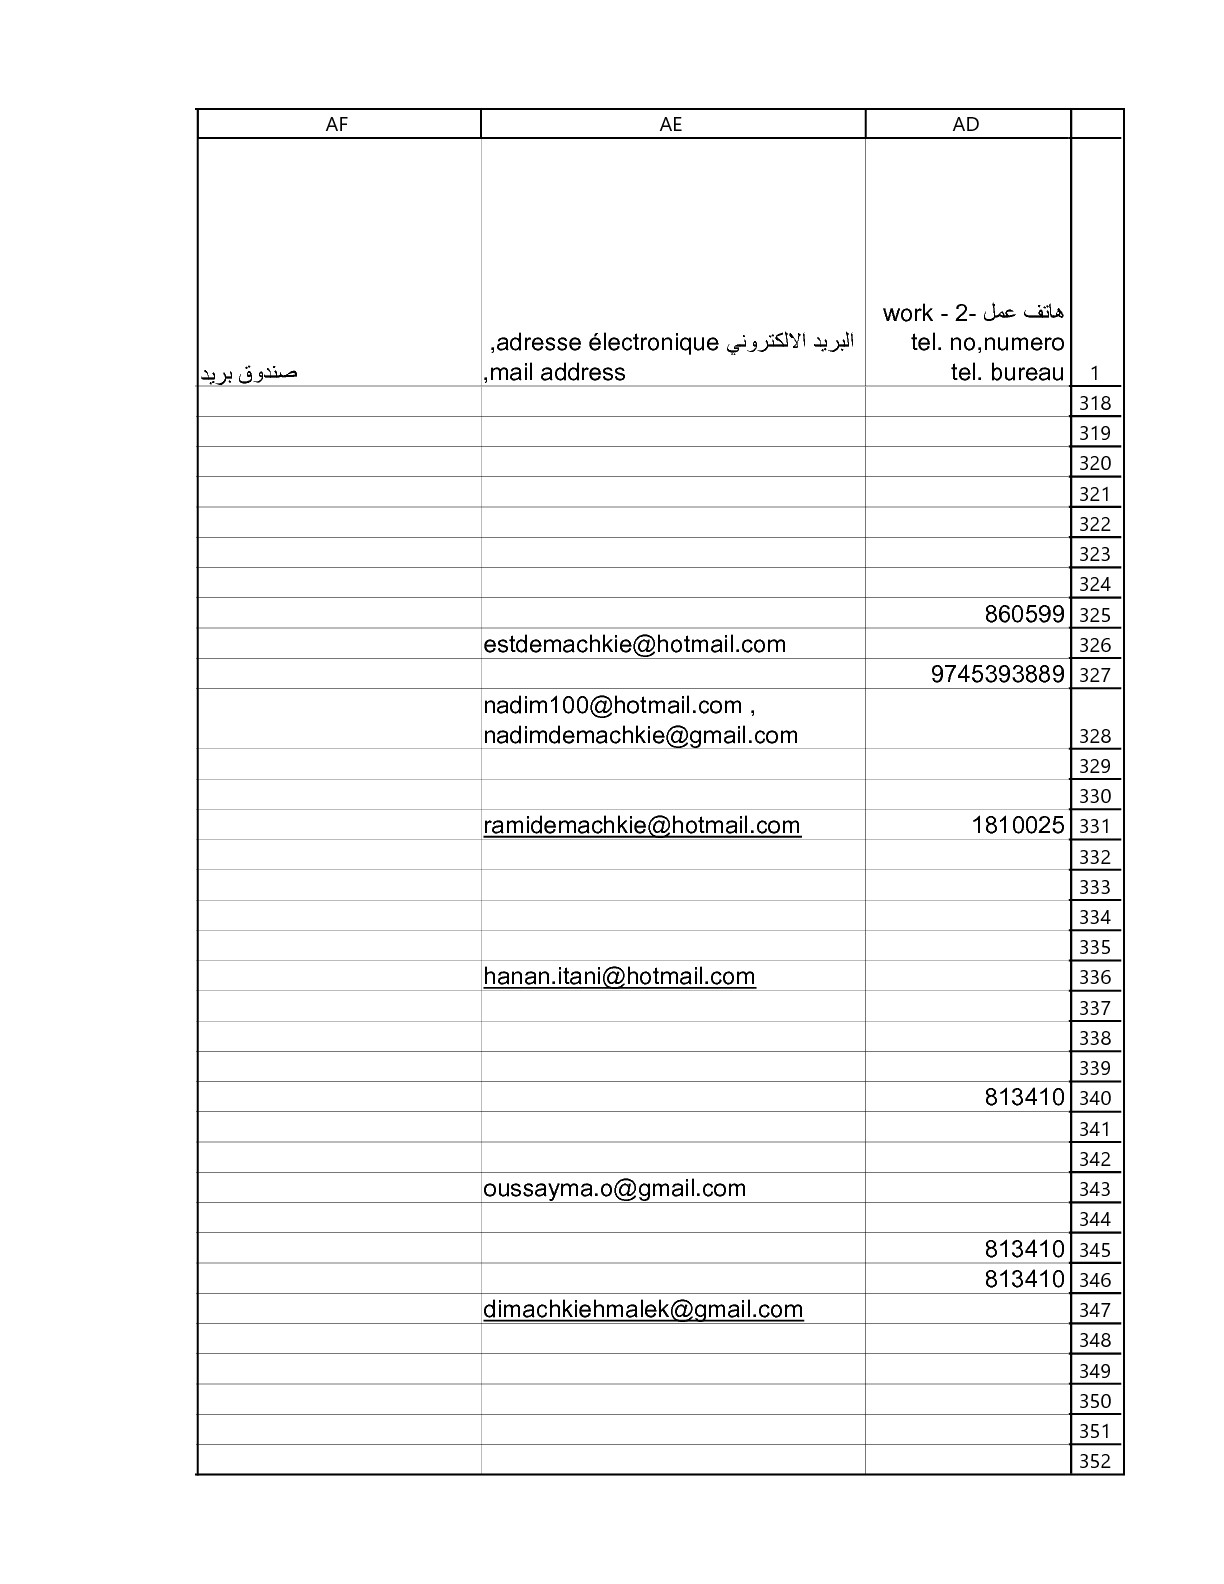 AF AE AD
هاتف عمل -2 - work
البريد الالكتروني adresse électronique, tel. no,numero
صندوق بريد mail address, tel. bureau 1
318
319
320
321
322
323
324
860599 325
estdemachkie@hotmail.com 326
9745393889 327
nadim100@hotmail.com ,
nadimdemachkie@gmail.com 328
329
330
ramidemachkie@hotmail.com 1810025 331
332
333
334
335
hanan.itani@hotmail.com 336
337
338
339
813410 340
341
342
oussayma.o@gmail.com 343
344
813410 345
813410 346
dimachkiehmalek@gmail.com 347
348
349
350
351
352